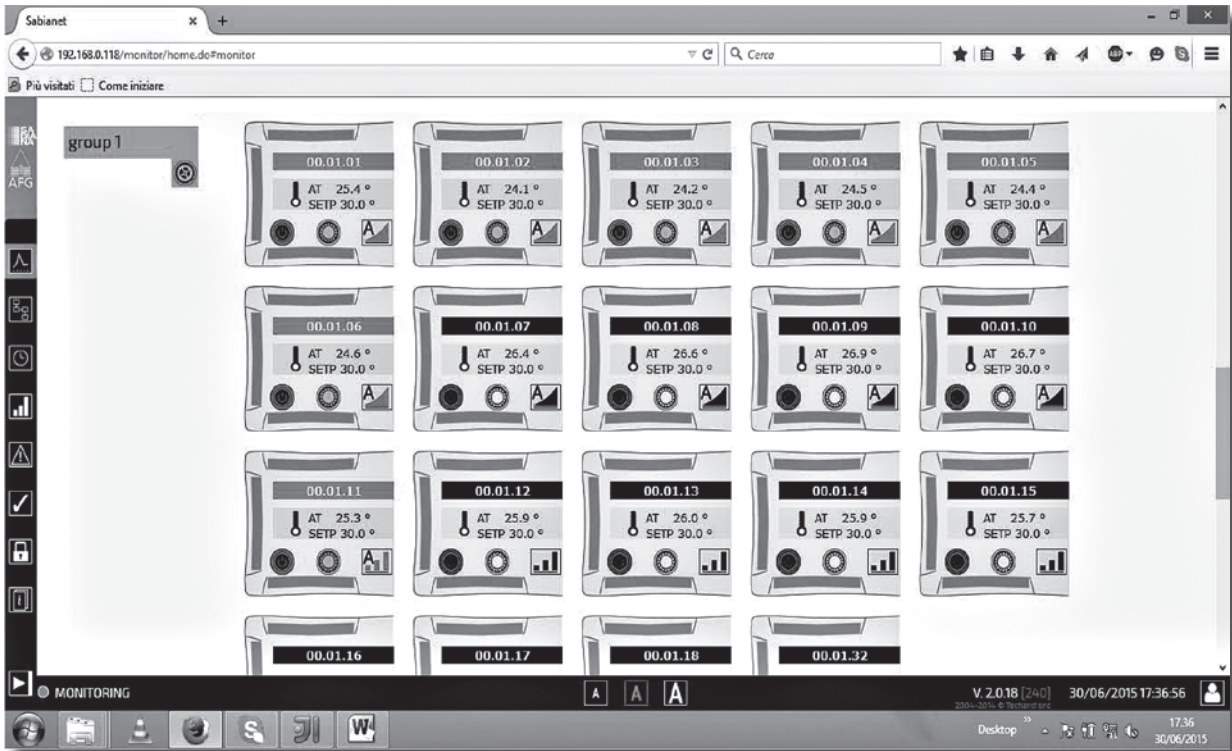 Sabianet
192.168.0.118/monitor/home.do#monitor
Cerca
ABP
Più visitati Come iniziare
AFG
group 1
00.01.01 00.01.02 00.01.03 00.01.04 00.01.05
AT 25.4 ° AT 24.1 ° AT 24.2 ° AT 24.5 ° AT 24.4 °
SETP 30.0 ° SETP 30.0 ° SETP 30.0 ° SETP 30.0 ° SETP 30.0 °
A A A A A
00.01.06 00.01.07 00.01.08 00.01.09 00.01.10
AT 24.6 ° AT 26.4 ° AT 26.6 ° AT 26.9 ° AT 26.7 °
SETP 30.0 ° SETP 30.0 ° SETP 30.0 ° SETP 30.0 ° SETP 30.0 °
A A A A A
00.01.11 00.01.12 00.01.13 00.01.14 00.01.15
AT 25.3 ° AT 25.9 ° AT 26.0 ° AT 25.9 ° AT 25.7 °
SETP 30.0 ° SETP 30.0 ° SETP 30.0 ° SETP 30.0 ° SETP 30.0 °
A
00.01.16 00.01.17 00.01.18 00.01.32
MONITORING A A A V. 2.0.18 [240] 30/06/2015 17:36:56
Desktop 17.36
30/06/2015